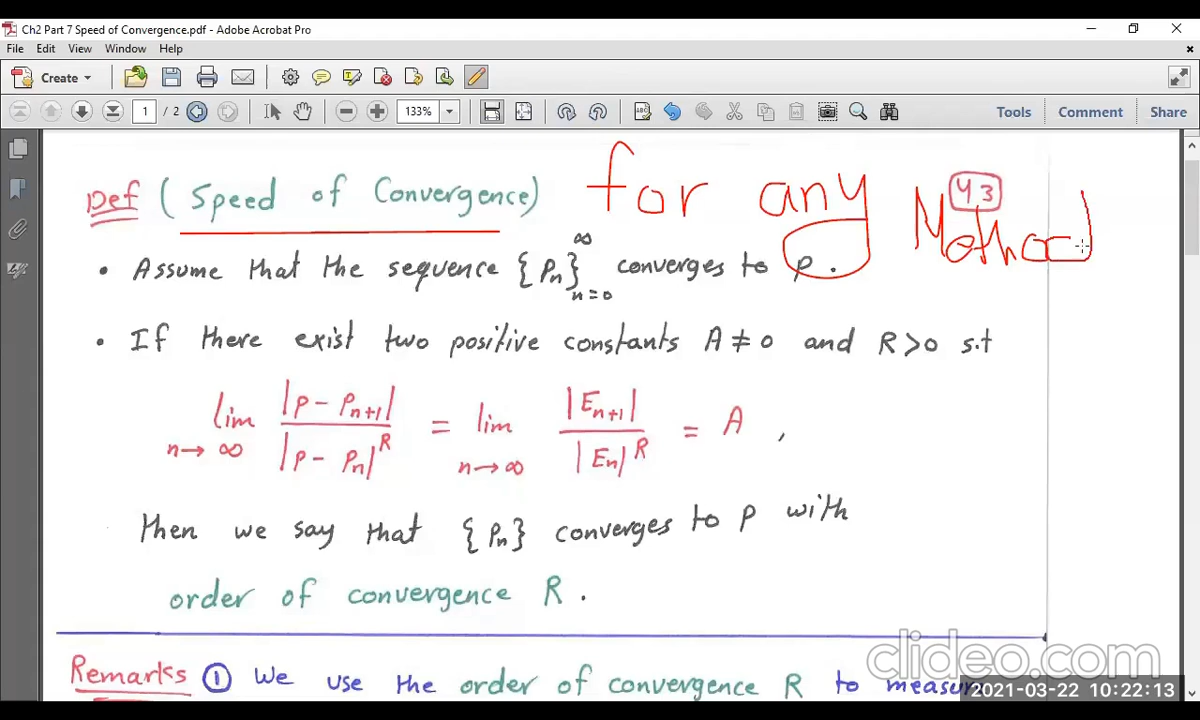 Ch2 Part 7 Speed of Convergence.pdf - Adobe Acrobat Pro
File Edit View Window Help
Create
1 / 2 133% Tools Comment Share
Def ( Speed of Convergence) for any Method
43
• Assume that the sequence {Pn}∞n=0 converges to p.
• If there exist two positive constants A ≠ 0 and R > 0 s.t
lim n→∞ |p - Pn+1| / |p - Pn|^R = lim n→∞ |En+1| / |En|^R = A ,
Then we say that {Pn} converges to p with
order of convergence R.
Remarks ① We use the order of convergence R to measure
clideo.com
2021-03-22 10:22:13